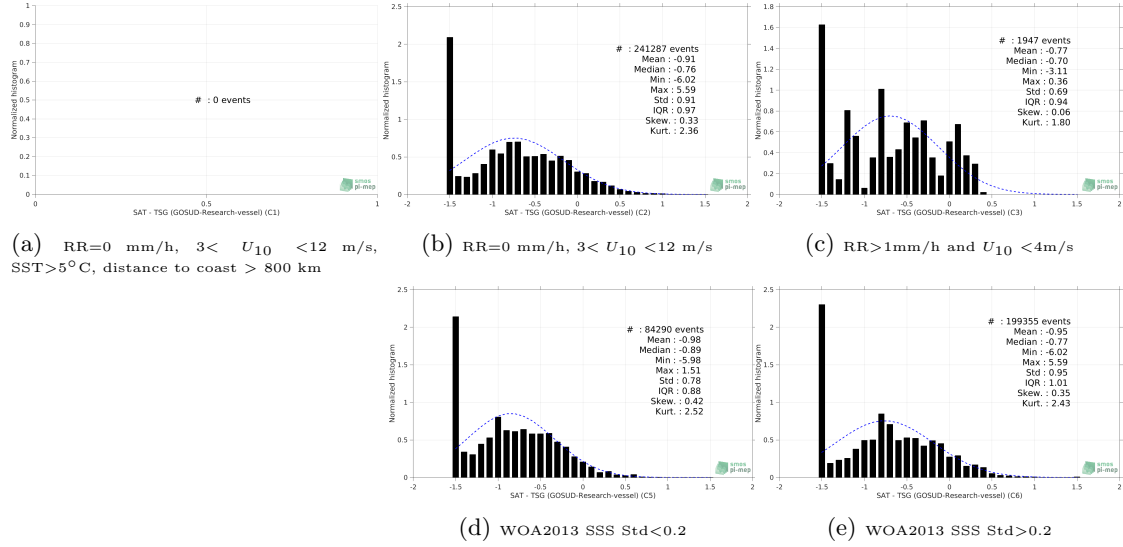 1
0.9
0.8
0.7
0.6
0.5
0.4
0.3
0.2
0.1
0
Normalized histogram
# : 0 events
smos
pi-mep
0 0.5 1
SAT - TSG (GOSUD-Research-vessel) (C1)
(a) RR=0 mm/h, 3< U10 <12 m/s,
SST>5°C, distance to coast > 800 km
2.5
2
1.5
1
0.5
0
Normalized histogram
# : 241287 events
Mean : -0.91
Median : -0.76
Min : -6.02
Max : 5.59
Std : 0.91
IQR : 0.97
Skew. : 0.33
Kurt. : 2.36
smos
pi-mep
-2 -1.5 -1 -0.5 0 0.5 1 1.5 2
SAT - TSG (GOSUD-Research-vessel) (C2)
(b) RR=0 mm/h, 3< U10 <12 m/s
1.8
1.6
1.4
1.2
1
0.8
0.6
0.4
0.2
0
Normalized histogram
# : 1947 events
Mean : -0.77
Median : -0.70
Min : -3.11
Max : 0.36
Std : 0.69
IQR : 0.94
Skew. : 0.06
Kurt. : 1.80
smos
pi-mep
-2 -1.5 -1 -0.5 0 0.5 1 1.5 2
SAT - TSG (GOSUD-Research-vessel) (C3)
(c) RR>1mm/h and U10 <4m/s
2.5
2
1.5
1
0.5
0
Normalized histogram
# : 84290 events
Mean : -0.98
Median : -0.89
Min : -5.98
Max : 1.51
Std : 0.78
IQR : 0.88
Skew. : 0.42
Kurt. : 2.52
smos
pi-mep
-2 -1.5 -1 -0.5 0 0.5 1 1.5 2
SAT - TSG (GOSUD-Research-vessel) (C5)
(d) WOA2013 SSS Std<0.2
2.5
2
1.5
1
0.5
0
Normalized histogram
# : 199355 events
Mean : -0.95
Median : -0.77
Min : -6.02
Max : 5.59
Std : 0.95
IQR : 1.01
Skew. : 0.35
Kurt. : 2.43
smos
pi-mep
-2 -1.5 -1 -0.5 0 0.5 1 1.5 2
SAT - TSG (GOSUD-Research-vessel) (C6)
(e) WOA2013 SSS Std>0.2